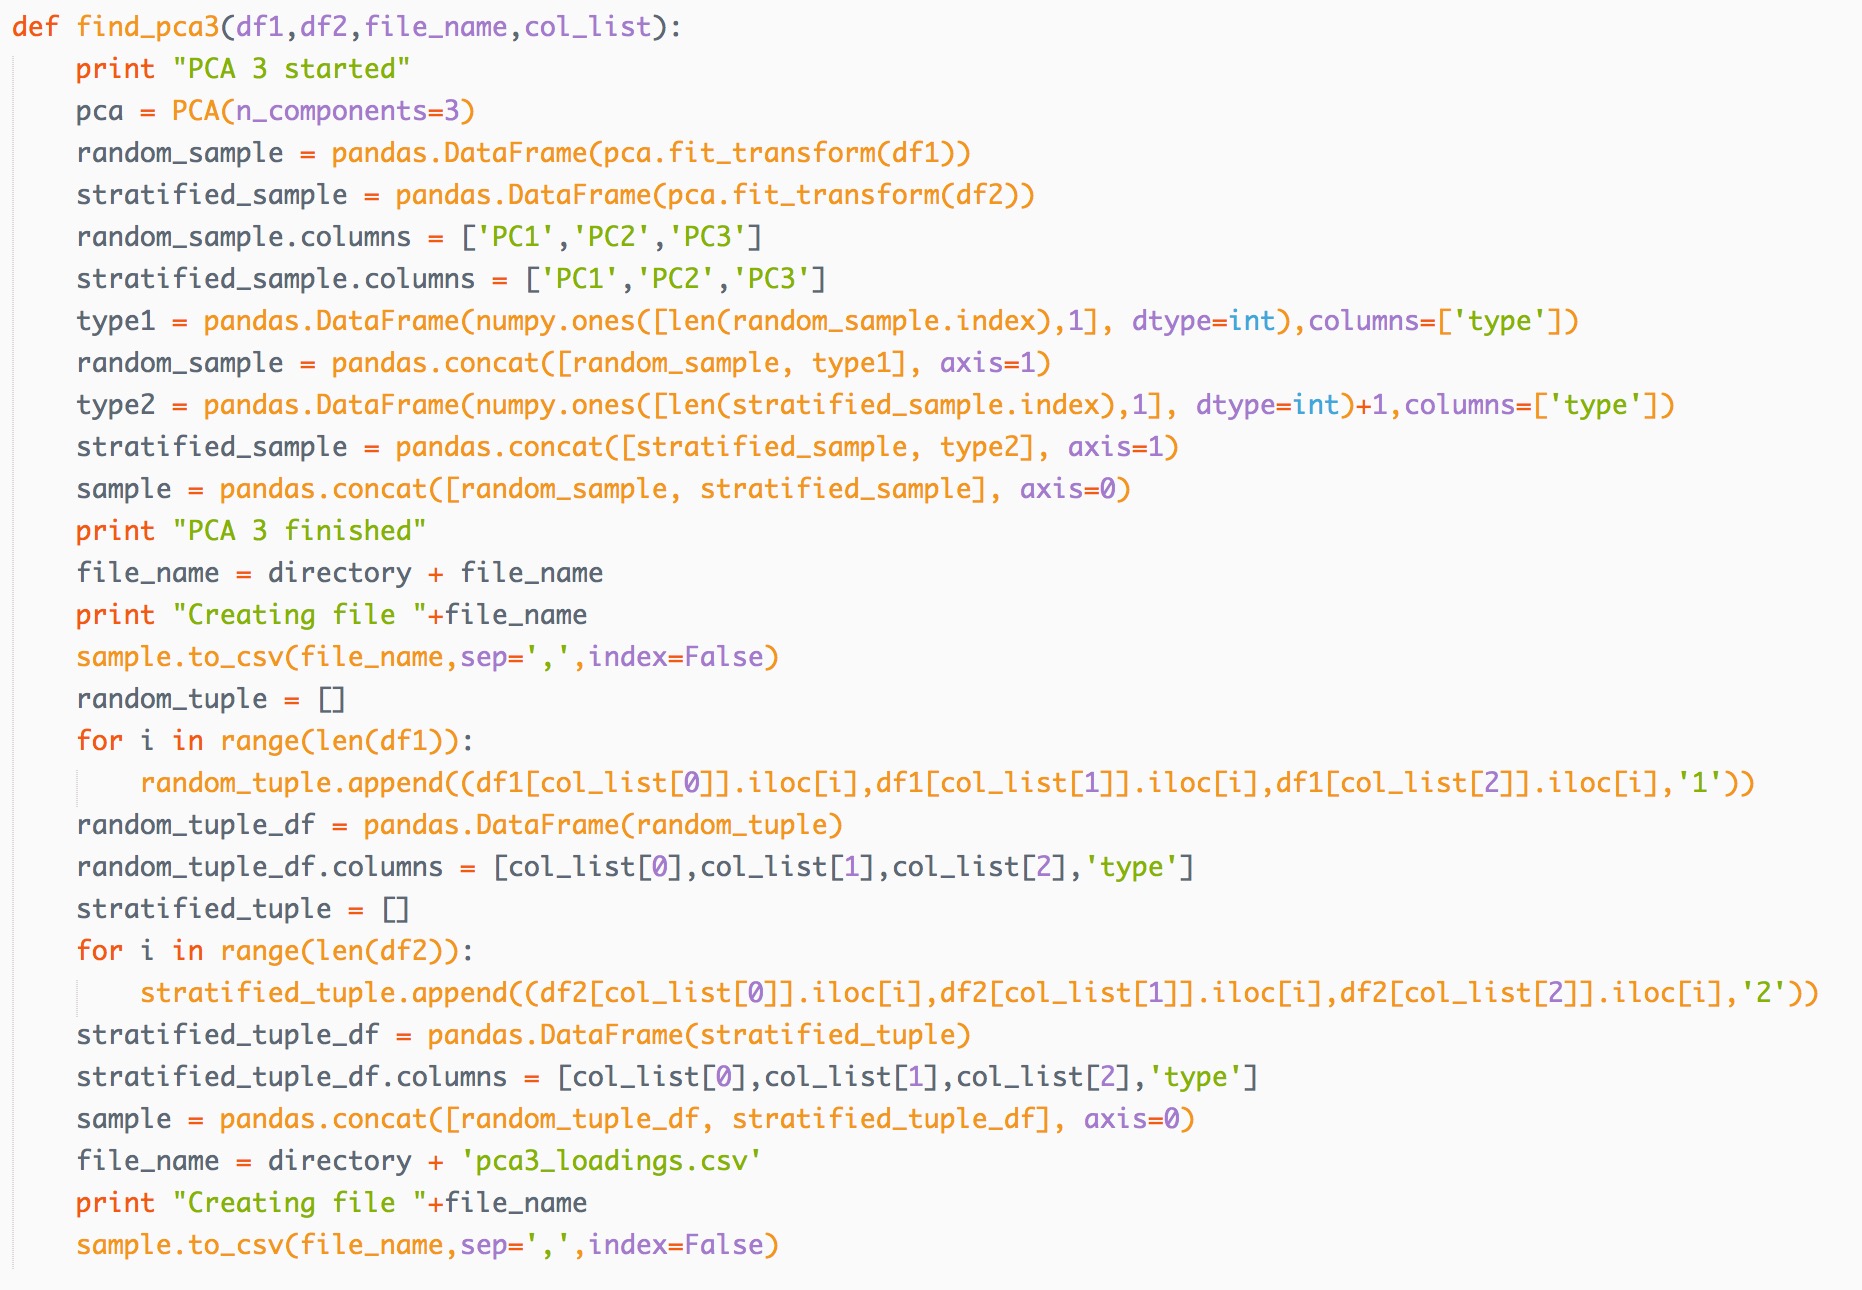 def find_pca3(df1,df2,file_name,col_list):
    print "PCA 3 started"
    pca = PCA(n_components=3)
    random_sample = pandas.DataFrame(pca.fit_transform(df1))
    stratified_sample = pandas.DataFrame(pca.fit_transform(df2))
    random_sample.columns = ['PC1','PC2','PC3']
    stratified_sample.columns = ['PC1','PC2','PC3']
    type1 = pandas.DataFrame(numpy.ones([len(random_sample.index),1], dtype=int),columns=['type'])
    random_sample = pandas.concat([random_sample, type1], axis=1)
    type2 = pandas.DataFrame(numpy.ones([len(stratified_sample.index),1], dtype=int)+1,columns=['type'])
    stratified_sample = pandas.concat([stratified_sample, type2], axis=1)
    sample = pandas.concat([random_sample, stratified_sample], axis=0)
    print "PCA 3 finished"
    file_name = directory + file_name
    print "Creating file "+file_name
    sample.to_csv(file_name,sep=',',index=False)
    random_tuple = []
    for i in range(len(df1)):
        random_tuple.append((df1[col_list[0]].iloc[i],df1[col_list[1]].iloc[i],df1[col_list[2]].iloc[i],'1'))
    random_tuple_df = pandas.DataFrame(random_tuple)
    random_tuple_df.columns = [col_list[0],col_list[1],col_list[2],'type']
    stratified_tuple = []
    for i in range(len(df2)):
        stratified_tuple.append((df2[col_list[0]].iloc[i],df2[col_list[1]].iloc[i],df2[col_list[2]].iloc[i],'2'))
    stratified_tuple_df = pandas.DataFrame(stratified_tuple)
    stratified_tuple_df.columns = [col_list[0],col_list[1],col_list[2],'type']
    sample = pandas.concat([random_tuple_df, stratified_tuple_df], axis=0)
    file_name = directory + 'pca3_loadings.csv'
    print "Creating file "+file_name
    sample.to_csv(file_name,sep=',',index=False)